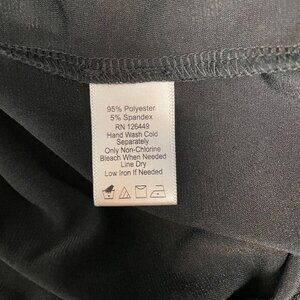 95% Polyester
5% Spandex
RN 126449
Hand Wash Cold
Separately
Only Non-Chlorine
Bleach When Needed
Line Dry
Low Iron If Needed